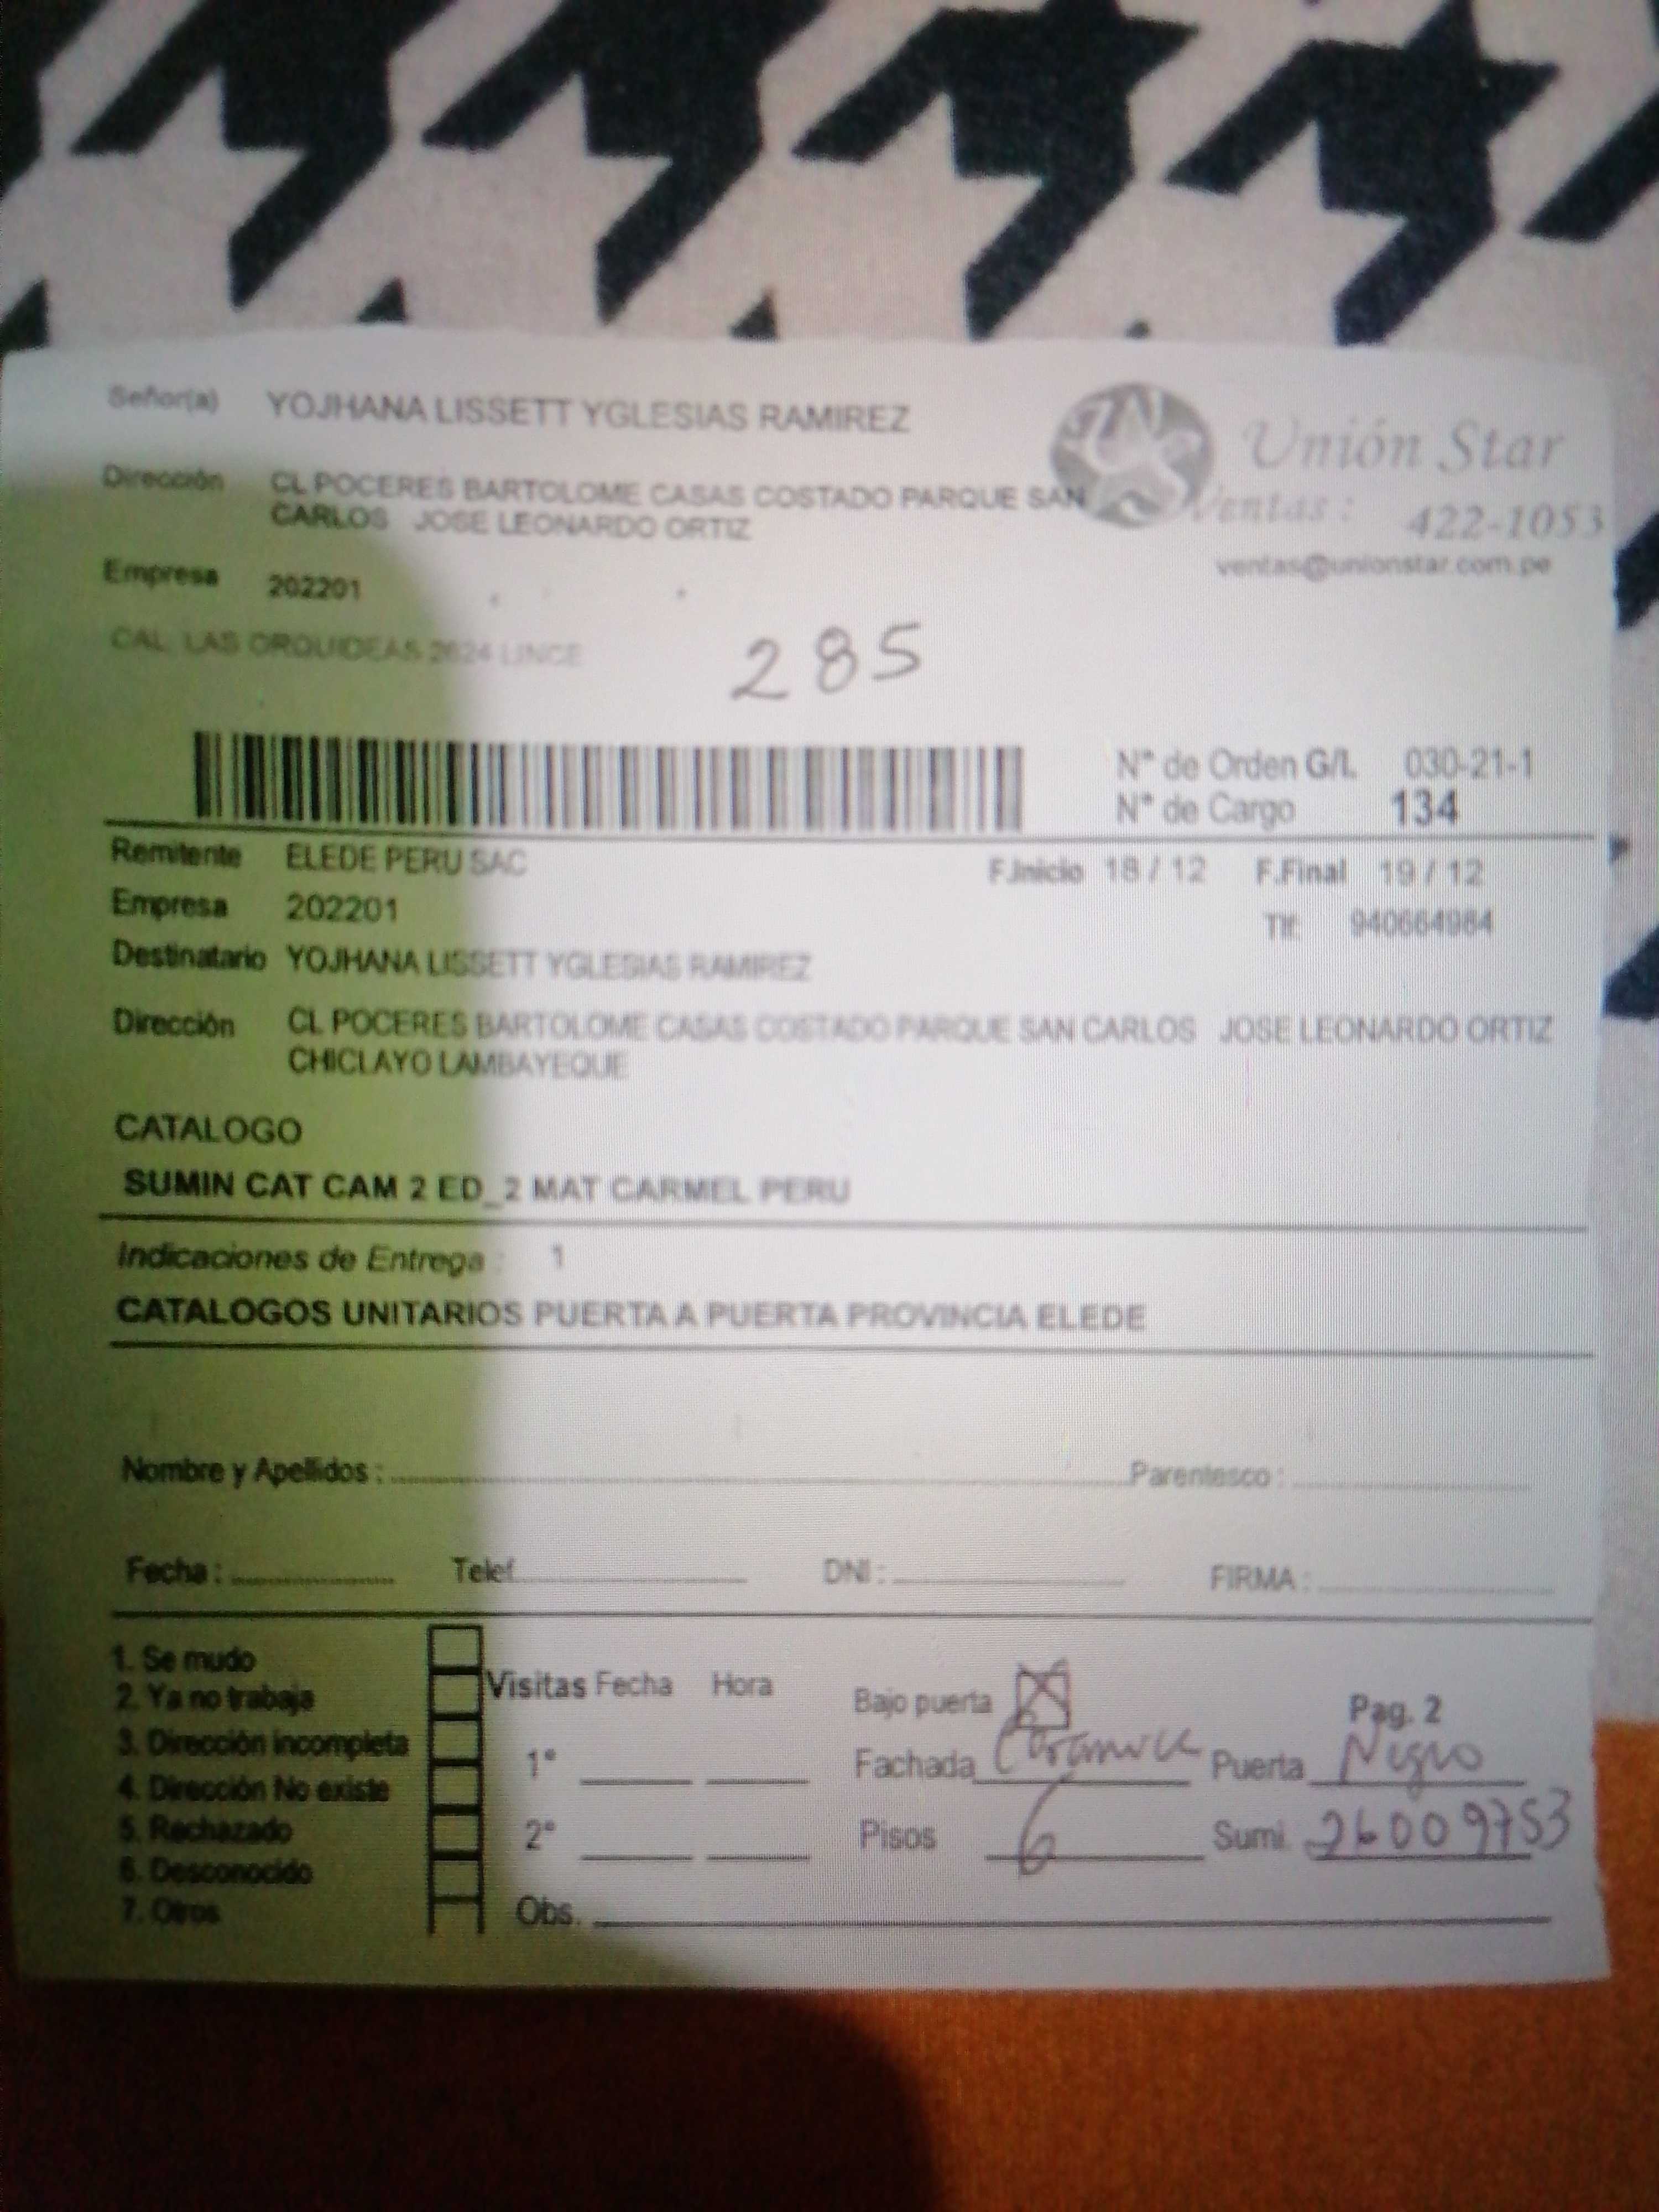 Señor(a) YOJHANA LISSETT YGLESIAS RAMIREZ
Unión Star
Dirección CL POCERES BARTOLOME CASAS COSTADO PARQUE SAN
CARLOS JOSE LEONARDO ORTIZ
Ventas : 422-1053
ventas@unionstar.com.pe
Empresa 202201
CAL. LAS ORQUIDEAS 2624 LINCE
285
N° de Orden G/L 030-21-1
N° de Cargo 134
Remitente ELEDE PERU SAC F.Inicio 18 / 12 F.Final 19 / 12
Empresa 202201 Tlf: 940664984
Destinatario YOJHANA LISSETT YGLESIAS RAMIREZ
Dirección CL POCERES BARTOLOME CASAS COSTADO PARQUE SAN CARLOS JOSE LEONARDO ORTIZ
CHICLAYO LAMBAYEQUE
CATALOGO
SUMIN CAT CAM 2 ED_2 MAT CARMEL PERU
Indicaciones de Entrega : 1
CATALOGOS UNITARIOS PUERTA A PUERTA PROVINCIA ELEDE
Nombre y Apellidos : Parentesco :
Fecha : Telef. DNI : FIRMA :
1. Se mudo
2. Ya no trabaja
3. Dirección incompleta
4. Dirección No existe
5. Rechazado
6. Desconocido
7. Otros
Visitas Fecha Hora
1°
2°
Obs.
Bajo puerta Pag. 2
Fachada Puerta Negro
Pisos 6 Sumi. 26009753